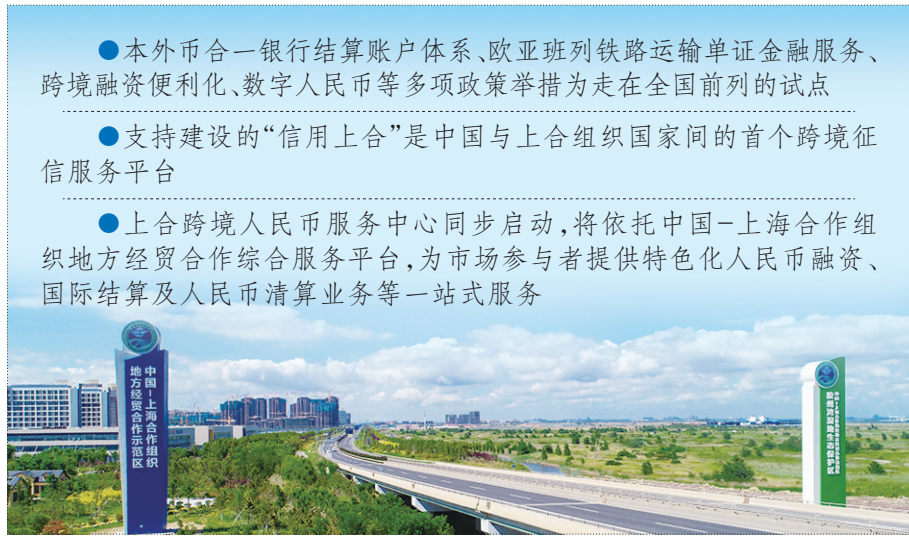 ●本外币合一银行结算账户体系、欧亚班列铁路运输单证金融服务、
跨境融资便利化、数字人民币等多项政策举措为走在全国前列的试点
●支持建设的“信用上合”是中国与上合组织国家间的首个跨境征
信服务平台
●上合跨境人民币服务中心同步启动,将依托中国-上海合作组
织地方经贸合作综合服务平台,为市场参与者提供特色化人民币融资、
国际结算及人民币清算业务等一站式服务
中国-上海合作组织
地方经贸合作示范区